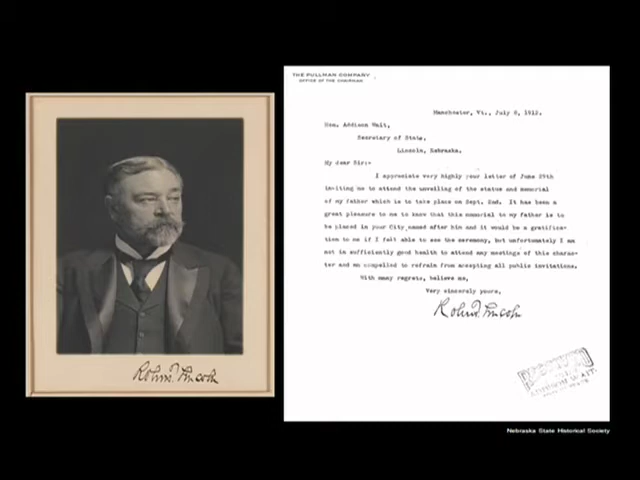 THE PULLMAN COMPANY
OFFICE OF THE CHAIRMAN
Manchester, Vt., July 8, 1912.
Hon. Addison Wait,
Secretary of State,
Lincoln, Nebraska.
My dear Sir:-
I appreciate very highly your letter of June 29th
inviting me to attend the unveiling of the statue and memorial
of my father which is to take place on Sept. 2nd. It has been a
great pleasure to me to know that this memorial to my father is to
be placed in your City named after him and it would be a gratifica-
tion to me if I felt able to see the ceremony, but unfortunately I am
not in sufficiently good health to attend any meetings of this charac-
ter and am compelled to refrain from accepting all public invitations.
With many regrets, believe me,
Very sincerely yours,
Robt. T. Lincoln
Robt. T. Lincoln
ADDISON WAIT
Nebraska State Historical Society